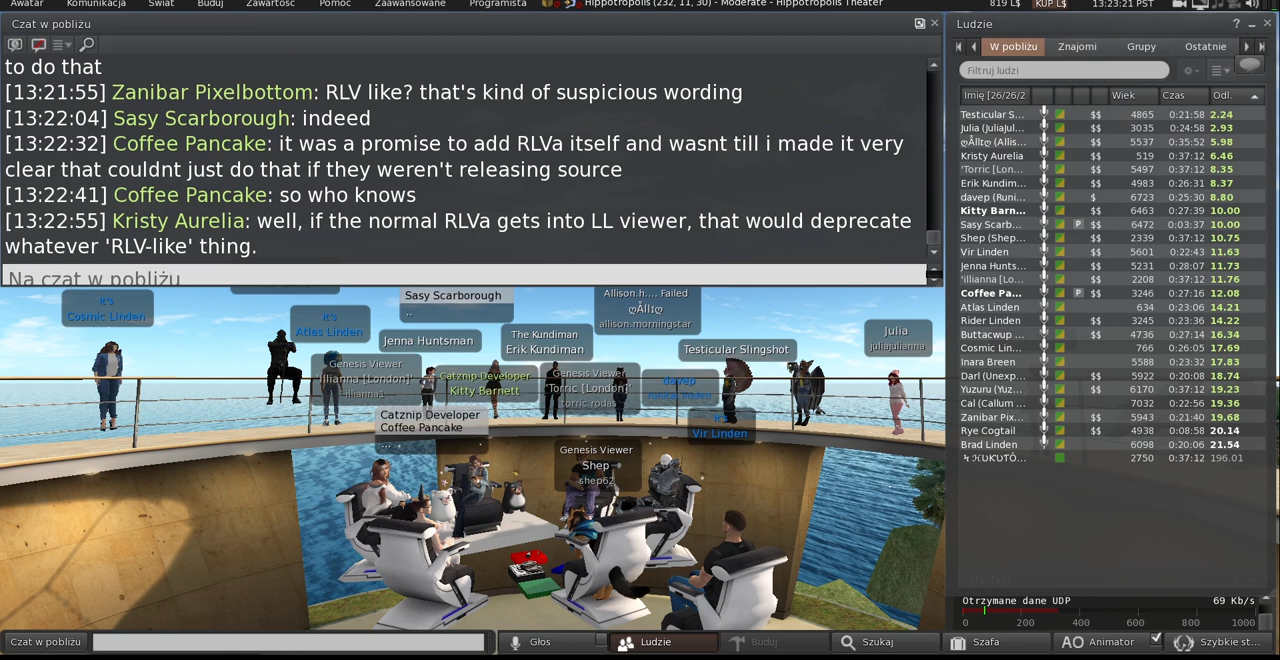 Awatar Komunikacja Świat Buduj Zawartość Pomoc Zaawansowane Programista Hippotropolis (232, 11, 30) - Moderate - Hippotropolis Theater 819 L$ KUP L$ 13:23:21 PST
Czat w pobliżu
to do that
[13:21:55] Zanibar Pixelbottom: RLV like? that's kind of suspicious wording
[13:22:04] Sasy Scarborough: indeed
[13:22:32] Coffee Pancake: it was a promise to add RLVa itself and wasnt till i made it very
clear that couldnt just do that if they weren't releasing source
[13:22:41] Coffee Pancake: so who knows
[13:22:55] Kristy Aurelia: well, if the normal RLVa gets into LL viewer, that would deprecate
whatever 'RLV-like' thing.
Na czat w pobliżu
It's
Cosmic Linden
It's
Atlas Linden
Sasy Scarborough
..
Allison.h.... Failed
ღÅllɪღ
allison.morningstar
Julia
juliajulianna
Jenna Huntsman
The Kundiman
Erik Kundiman
Testicular Slingshot
Genesis Viewer
'illianna [London]'
illianna1
Catznip Developer
Kitty Barnett
Genesis Viewer
'Torric [London]'
torric.rodas
davep
runitai.linden
Catznip Developer
Coffee Pancake
It's
Vir Linden
Genesis Viewer
Shep
shep62
Ludzie
W pobliżu Znajomi Grupy Ostatnie
Filtruj ludzi
Imię [26/26/2 Wiek Czas Odl.
Testicular S... $$ 4865 0:21:58 2.24
Julia (JuliaJul... $$ 3035 0:24:58 2.93
ღÅllɪღ (Allis... $$ 5537 0:35:52 5.98
Kristy Aurelia $$ 519 0:37:12 6.46
'Torric [Lon... $$ 5497 0:37:12 8.35
Erik Kundim... $$ 4983 0:26:31 8.37
davep (Runi... $ 6723 0:25:30 8.80
Kitty Barn... $$ 6463 0:27:39 10.00
Sasy Scarb... P $$ 6472 0:03:37 10.00
Shep (Shep... $$ 2339 0:37:12 10.75
Vir Linden $$ 5601 0:22:43 11.63
Jenna Hunts... $$ 5231 0:28:07 11.73
'illianna [Lo... $$ 2208 0:37:12 11.76
Coffee Pa... P $$ 3246 0:27:16 12.08
Atlas Linden 634 0:23:06 14.21
Rider Linden $$ 3245 0:23:36 14.22
Buttacwup ... $$ 4736 0:27:14 16.34
Cosmic Lin... 766 0:26:05 17.69
Inara Breen 5588 0:23:32 17.83
Darl (Unexp... $$ 5922 0:20:08 18.74
Yuzuru (Yuz... $$ 6170 0:37:12 19.23
Cal (Callum ... 7032 0:22:56 19.36
Zanibar Pix... $$ 5943 0:21:40 19.68
Rye Cogtail $$ 4938 0:08:58 20.14
Brad Linden 6098 0:20:06 21.54
2750 0:37:12 196.01
Otrzymane dane UDP 69 Kb/s
0 200 400 600 800 1000
Czat w pobliżu Głos Ludzie Buduj Szukaj Szafa AO Animator Szybkie st...